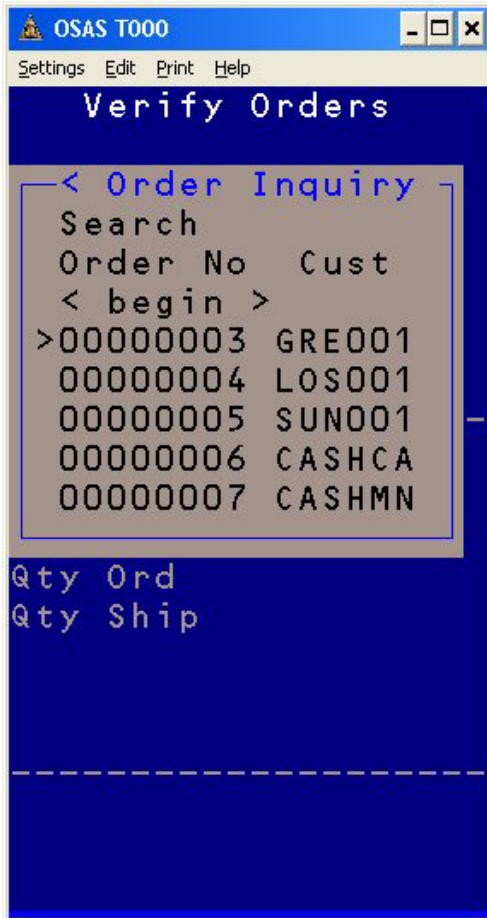 OSAS T000
Settings Edit Print Help
Verify Orders
< Order Inquiry
Search
Order No Cust
< begin >
>00000003 GRE001
00000004 LOS001
00000005 SUN001
00000006 CASHCA
00000007 CASHMN
Qty Ord
Qty Ship